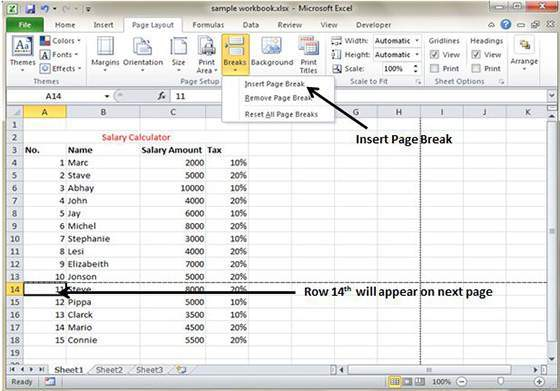 sample workbook.xlsx - Microsoft Excel
File Home Insert Page Layout Formulas Data Review View Developer
Colors Width: Automatic Gridlines Headings
Fonts Height: Automatic View View
Themes Effects Margins Orientation Size Print Area Breaks Background Print Titles Scale: 100% Print Print Arrange
Themes Page Setup Scale to Fit Sheet Options
Insert Page Break
Remove Page Break
Reset All Page Breaks
A14 fx 11
A B C G H I J
1
2 Salary Calculator
3 No. Name Salary Amount Tax
4 1 Marc 2000 10%
5 2 Stave 5000 20%
6 3 Abhay 10000 10%
7 4 John 4000 20%
8 5 Jay 6000 10%
9 6 Michel 8000 20%
10 7 Stephanie 3000 10%
11 8 Lesi 4000 20%
12 9 Elizabeith 7000 20%
13 10 Jonson 5000 20%
14 11 Steve 8000 20%
15 12 Pippa 5000 10%
16 13 Clarck 3500 10%
17 14 Mario 4500 20%
18 15 Connie 5500 20%
19
Insert Page Break
Row 14th will appear on next page
Sheet1 Sheet2 Sheet3
Ready 100%